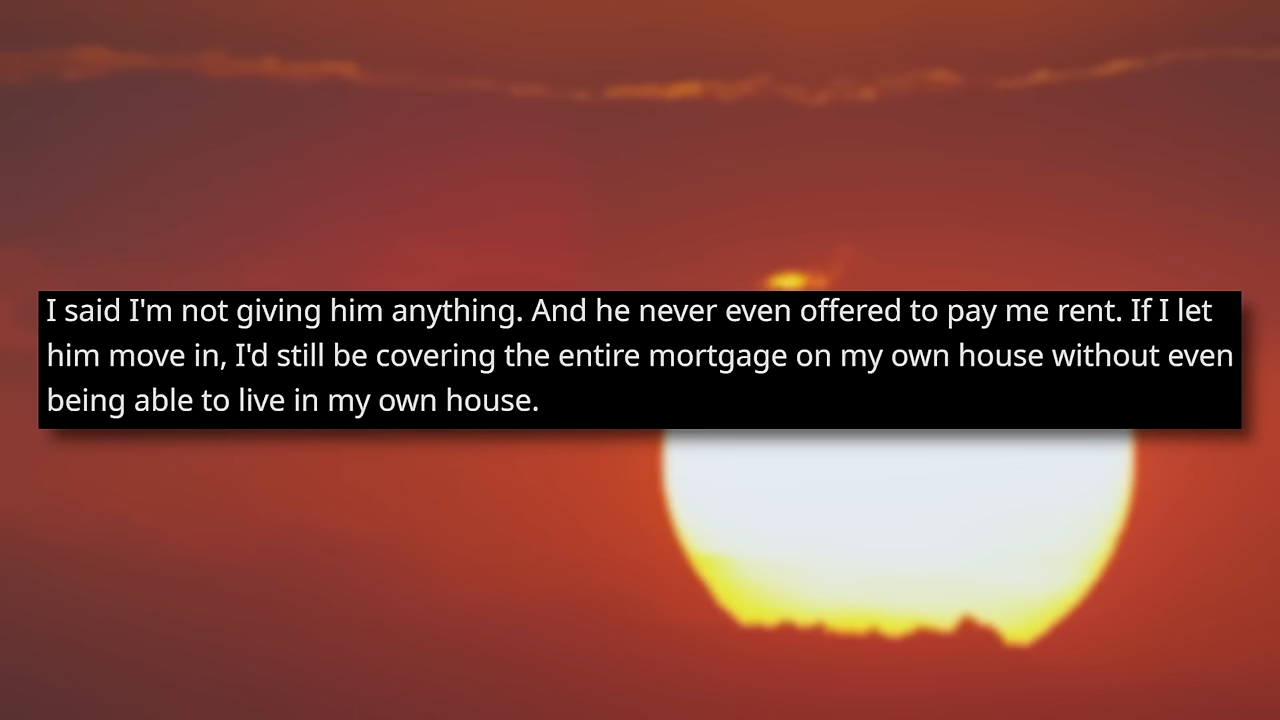 I said I'm not giving him anything. And he never even offered to pay me rent. If I let
him move in, I'd still be covering the entire mortgage on my own house without even
being able to live in my own house.